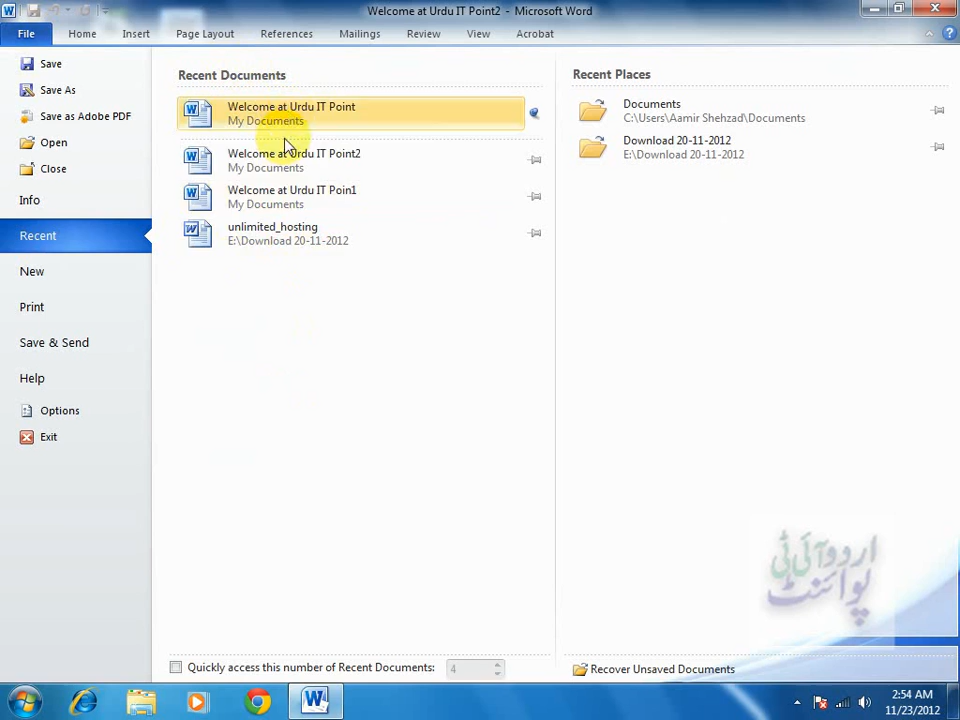 Welcome at Urdu IT Point2 - Microsoft Word
File Home Insert Page Layout References Mailings Review View Acrobat
Save
Save As
Save as Adobe PDF
Open
Close
Info
Recent
New
Print
Save & Send
Help
Options
Exit
Recent Documents
Welcome at Urdu IT Point
My Documents
Welcome at Urdu IT Point2
My Documents
Welcome at Urdu IT Poin1
My Documents
unlimited_hosting
E:\Download 20-11-2012
Quickly access this number of Recent Documents: 4
Recent Places
Documents
C:\Users\Aamir Shehzad\Documents
Download 20-11-2012
E:\Download 20-11-2012
اردو آئی ٹی
پوائنٹ
Recover Unsaved Documents
2:54 AM
11/23/2012